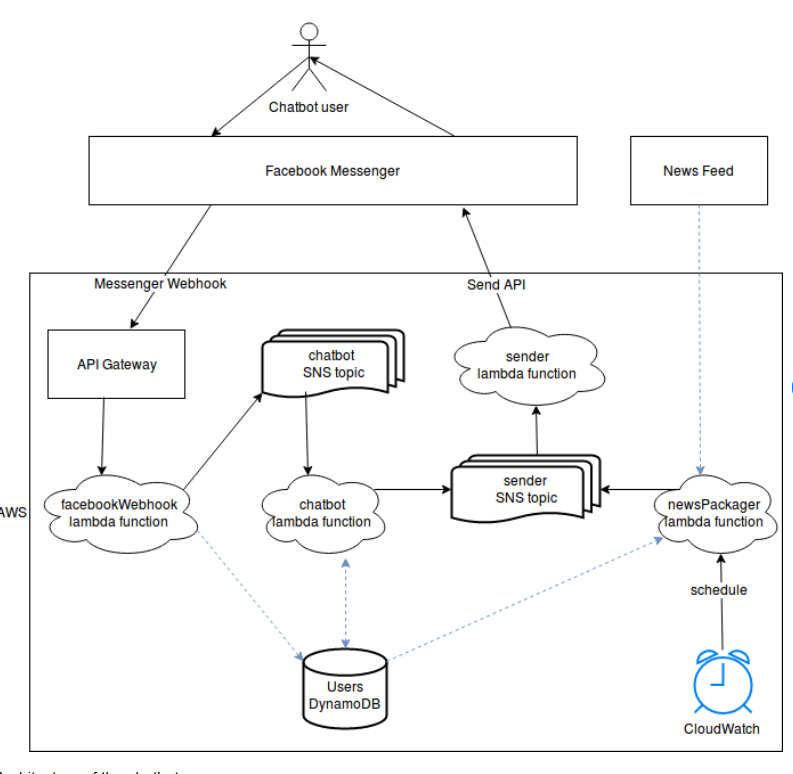 Chatbot user
Facebook Messenger
News Feed
Messenger Webhook
Send API
API Gateway
chatbot
SNS topic
sender
lambda function
facebookWebhook
lambda function
chatbot
lambda function
sender
SNS topic
newsPackager
lambda function
AWS
schedule
Users
DynamoDB
CloudWatch